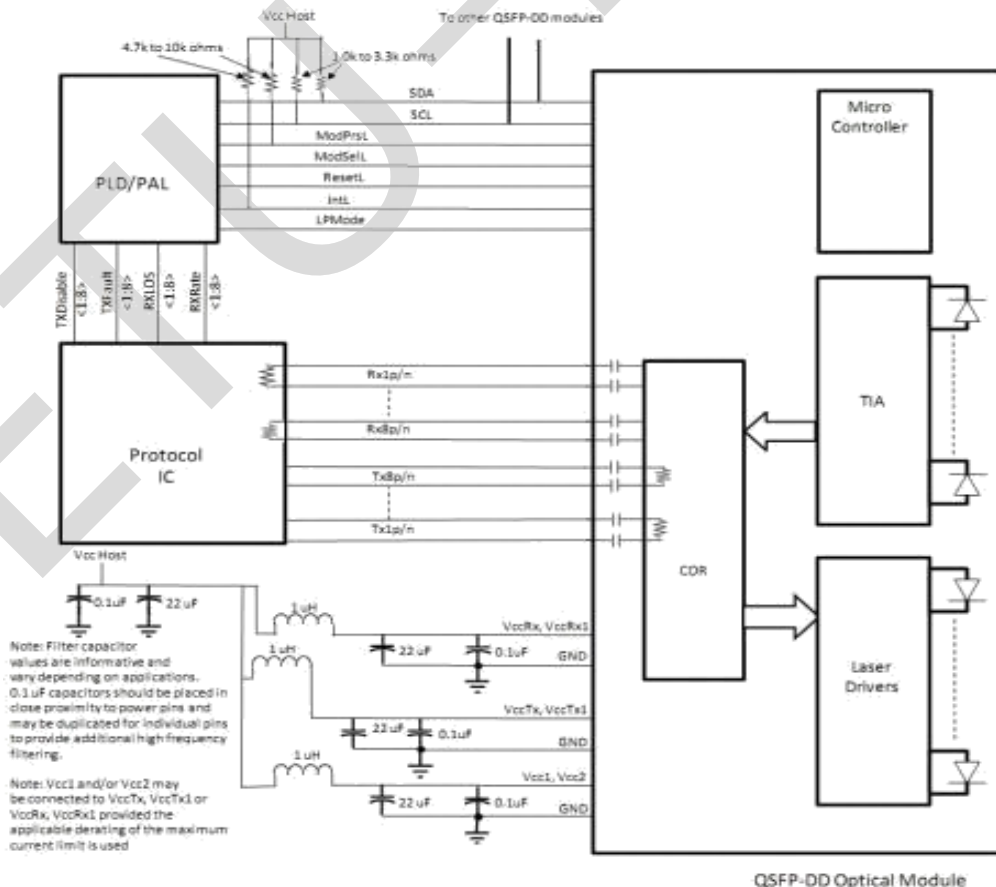 Vcc Host
To other QSFP-DD modules
4.7k to 10k ohms
1.0k to 3.3k ohms
SDA
SCL
ModPrsL
ModSelL
ResetL
IntL
LPMode
PLD/PAL
Micro
Controller
TXDisable
<1:8>
TXFault
<1:8>
RXLOS
<1:8>
RXRate
<1:8>
Protocol
IC
Rx1p/n
Rx8p/n
Tx8p/n
Tx1p/n
TIA
COR
Laser
Drivers
Vcc Host
0.1uF
22 uF
1 uH
VccRx, VccRx1
22 uF
0.1uF
GND
1 uH
VccTx, VccTx1
22 uF
0.1uF
GND
1 uH
Vcc1, Vcc2
22 uF
0.1uF
GND
Note: Filter capacitor
values are informative and
vary depending on applications.
0.1 uF capacitors should be placed in
close proximity to power pins and
may be duplicated for individual pins
to provide additional high frequency
filtering.
Note: Vcc1 and/or Vcc2 may
be connected to VccTx, VccTx1 or
VccRx, VccRx1 provided the
applicable derating of the maximum
current limit is used
QSFP-DD Optical Module